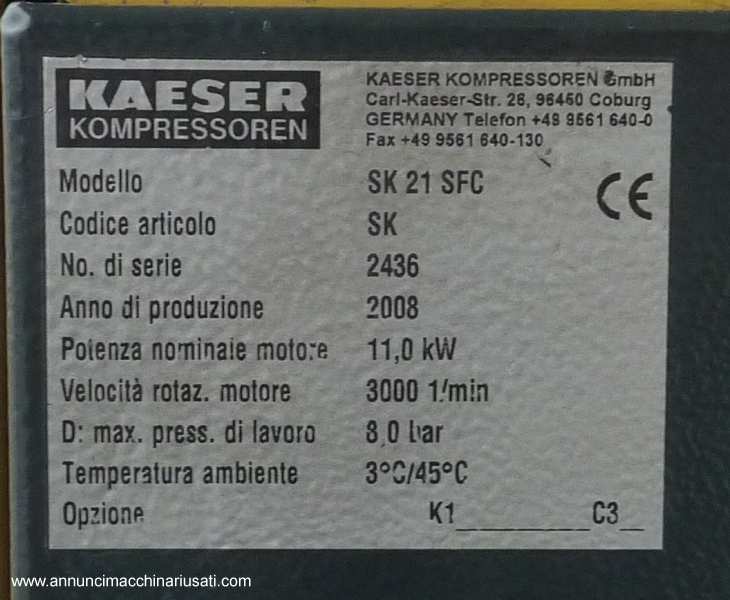 KAESER
KOMPRESSOREN
KAESER KOMPRESSOREN GmbH
Carl-Kaeser-Str. 26, 96450 Coburg
GERMANY Telefon +49 9561 640-0
Fax +49 9561 640-130
CE
Modello SK 21 SFC
Codice articolo SK
No. di serie 2436
Anno di produzione 2008
Potenza nominale motore 11,0 kW
Velocità rotaz. motore 3000 1/min
D: max. press. di lavoro 8,0 bar
Temperatura ambiente 3°C/45°C
Opzione K1__________C3__
www.annuncimacchinariusati.com